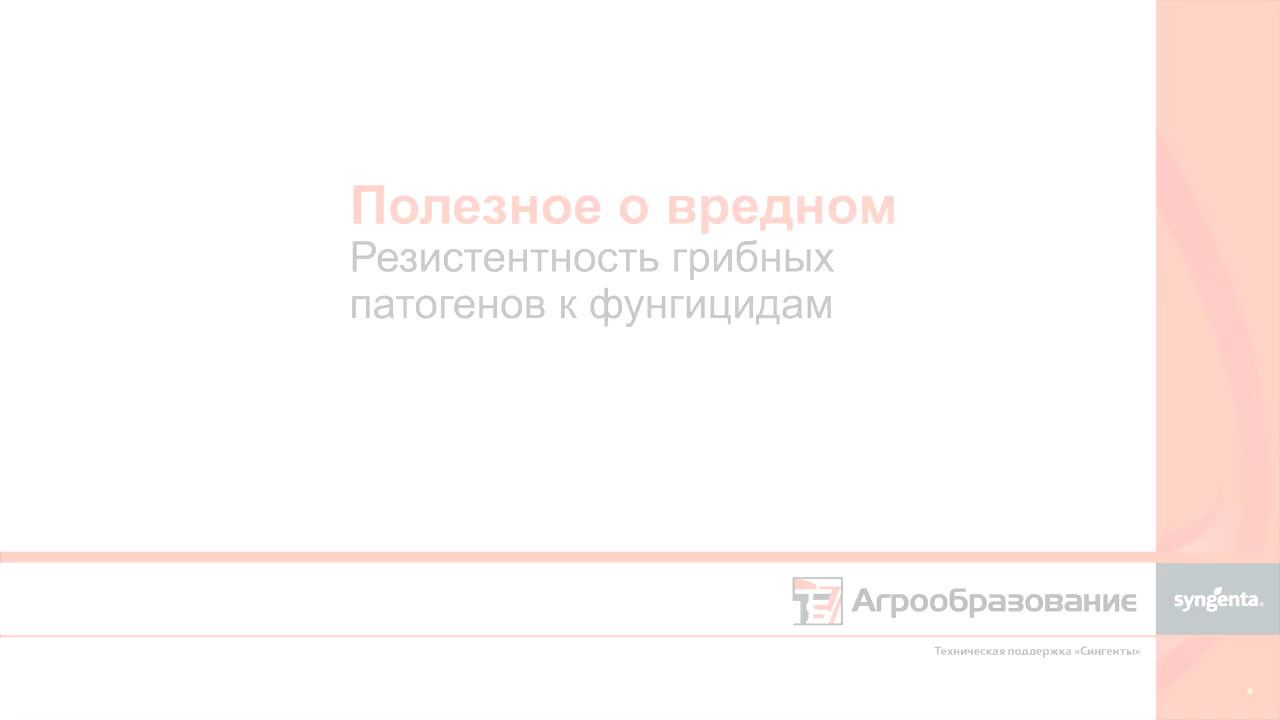 Полезное о вредном
Резистентность грибных
патогенов к фунгицидам
Агрообразование
syngenta
Техническая поддержка «Сингенты»